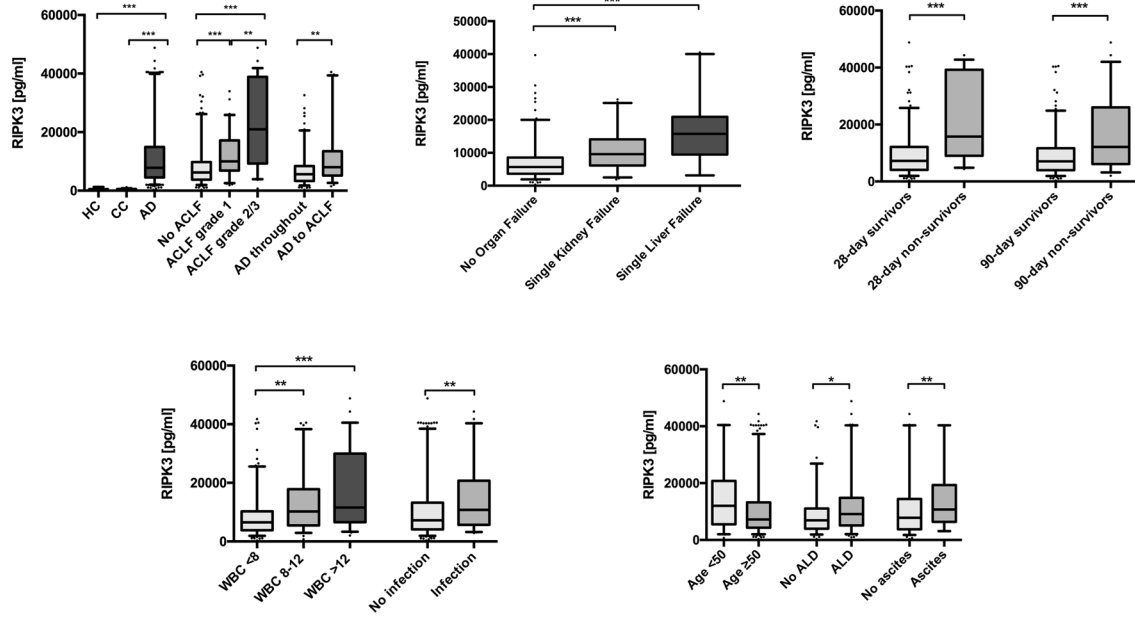 *** *** ***
*** *** ** **
60000
40000
20000
0
RIPK3 [pg/ml]
HC
CC
AD
No ACLF
ACLF grade 1
ACLF grade 2/3
AD throughout
AD to ACLF
***
***
50000
40000
30000
20000
10000
0
RIPK3 [pg/ml]
No Organ Failure
Single Kidney Failure
Single Liver Failure
*** ***
60000
40000
20000
0
RIPK3 [pg/ml]
28-day survivors
28-day non-survivors
90-day survivors
90-day non-survivors
***
** **
60000
40000
20000
0
RIPK3 [pg/ml]
WBC <8
WBC 8-12
WBC >12
No infection
Infection
** * **
60000
40000
20000
0
RIPK3 [pg/ml]
Age <50
Age ≥50
No ALD
ALD
No ascites
Ascites